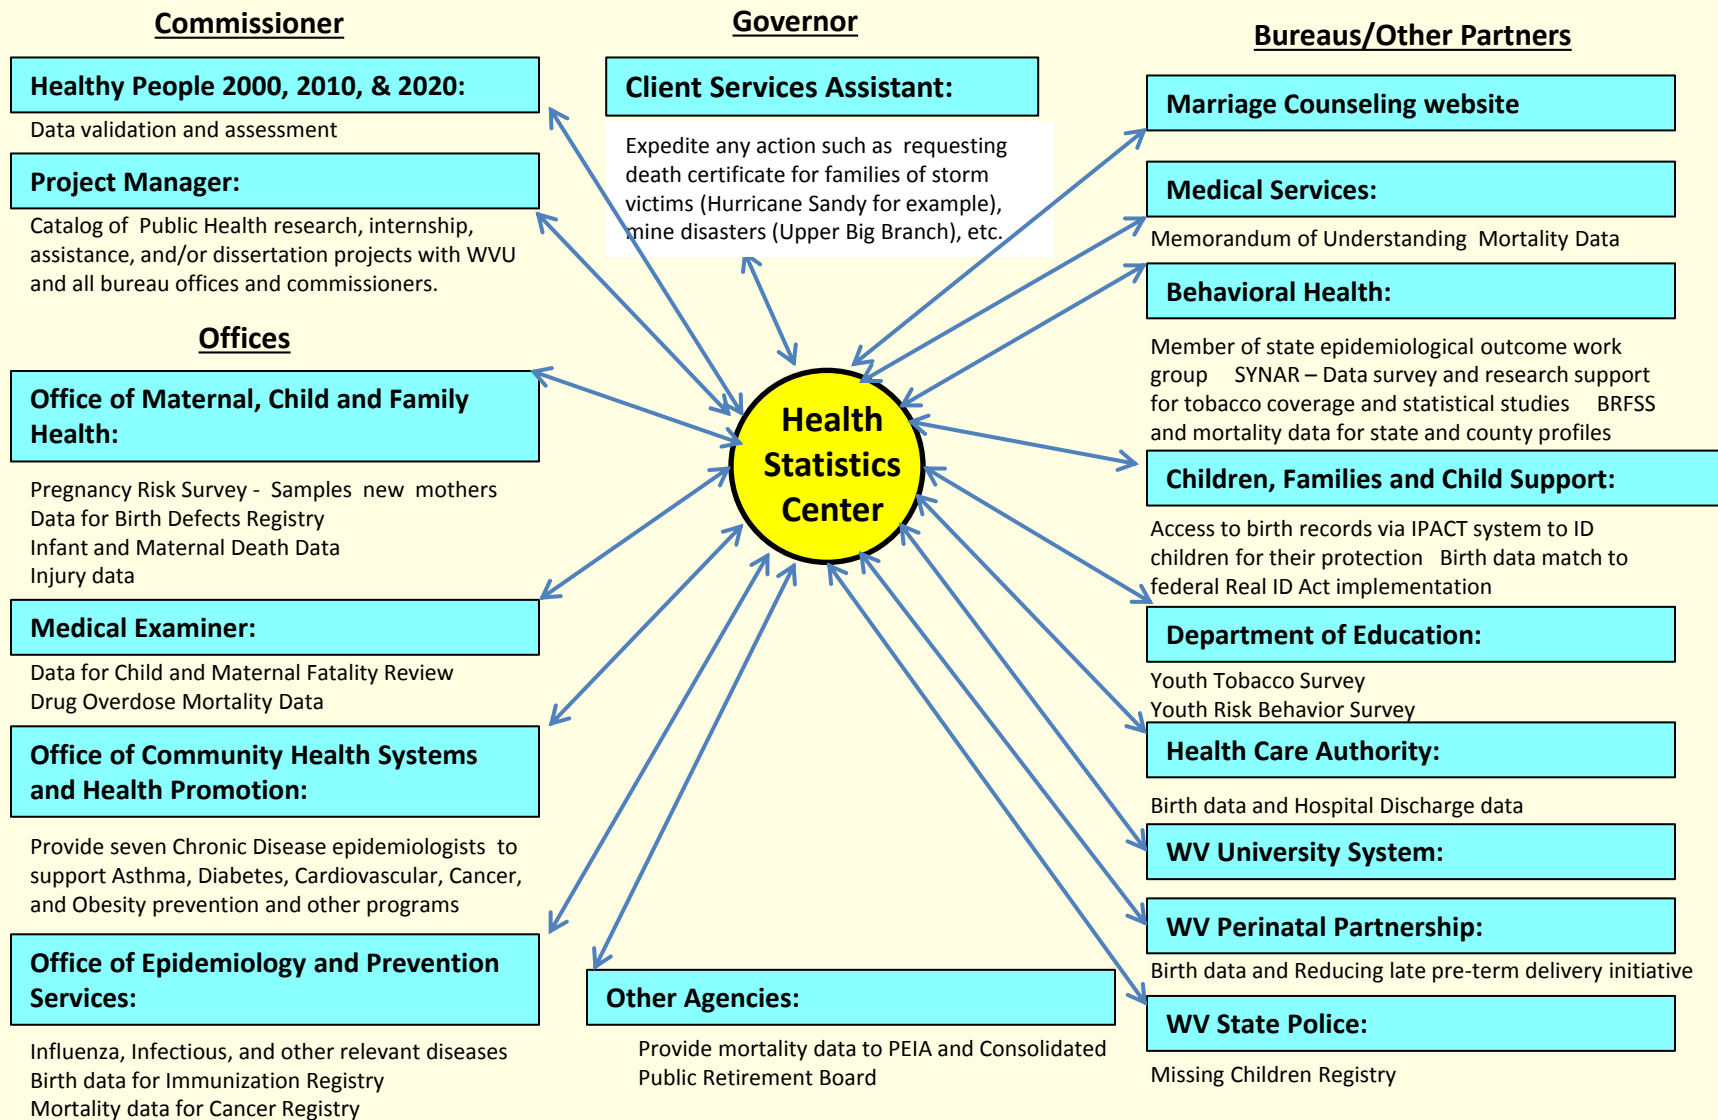 Commissioner
Healthy People 2000, 2010, & 2020:
Data validation and assessment
Project Manager:
Catalog of  Public Health research, internship,
assistance, and/or dissertation projects with WVU
and all bureau offices and commissioners.
Offices
Office of Maternal, Child and Family
Health:
Pregnancy Risk Survey -  Samples  new  mothers
Data for Birth Defects Registry
Infant and Maternal Death Data
Injury data
Medical Examiner:
Data for Child and Maternal Fatality Review
Drug Overdose Mortality Data
Office of Community Health Systems
and Health Promotion:
Provide seven Chronic Disease epidemiologists  to
support Asthma, Diabetes, Cardiovascular, Cancer,
and Obesity prevention and other programs
Office of Epidemiology and Prevention
Services:
Influenza, Infectious, and other relevant diseases
Birth data for Immunization Registry
Mortality data for Cancer Registry
Governor
Client Services Assistant:
Expedite any action such as  requesting
death certificate for families of storm
victims (Hurricane Sandy for example),
mine disasters (Upper Big Branch), etc.
Health
Statistics
Center
Other Agencies:
Provide mortality data to PEIA and Consolidated
Public Retirement Board
Bureaus/Other Partners
Marriage Counseling website
Medical Services:
Memorandum of Understanding  Mortality Data
Behavioral Health:
Member of state epidemiological outcome work
group    SYNAR – Data survey and research support
for tobacco coverage and statistical studies    BRFSS
and mortality data for state and county profiles
Children, Families and Child Support:
Access to birth records via IPACT system to ID
children for their protection   Birth data match to
federal Real ID Act implementation
Department of Education:
Youth Tobacco Survey
Youth Risk Behavior Survey
Health Care Authority:
Birth data and Hospital Discharge data
WV University System:
WV Perinatal Partnership:
Birth data and Reducing late pre-term delivery initiative
WV State Police:
Missing Children Registry